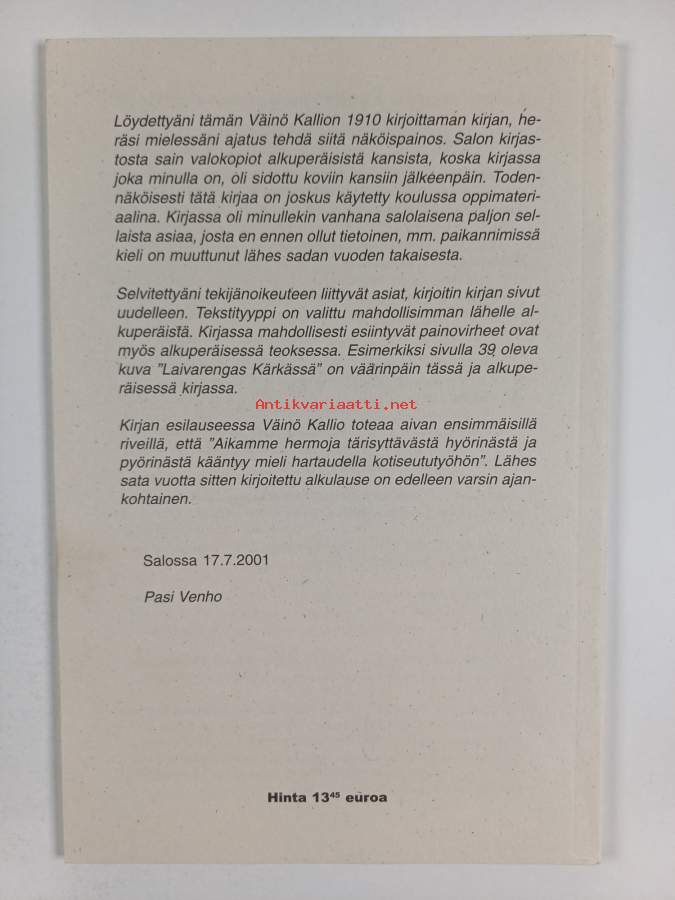 Löydettyäni tämän Väinö Kallion 1910 kirjoittaman kirjan, he-
räsi mielessäni ajatus tehdä siitä näköispainos. Salon kirjas-
tosta sain valokopiot alkuperäisistä kansista, koska kirjassa
joka minulla on, oli sidottu koviin kansiin jälkeenpäin. Toden-
näköisesti tätä kirjaa on joskus käytetty koulussa oppimateri-
aalina. Kirjassa oli minullekin vanhana salolaisena paljon sel-
laista asiaa, josta en ennen ollut tietoinen, mm. paikannimissä
kieli on muuttunut lähes sadan vuoden takaisesta.
Selvitettyäni tekijänoikeuteen liittyvät asiat, kirjoitin kirjan sivut
uudelleen. Tekstityyppi on valittu mahdollisimman lähelle al-
kuperäistä. Kirjassa mahdollisesti esiintyvät painovirheet ovat
myös alkuperäisessä teoksessa. Esimerkiksi sivulla 39 oleva
kuva ”Laivarengas Kärkässä” on väärinpäin tässä ja alkupe-
räisessä kirjassa.
Antikvariaatti.net
Kirjan esilauseessa Väinö Kallio toteaa aivan ensimmäisillä
riveillä, että ”Aikamme hermoja tärisyttävästä hyörinästä ja
pyörinästä kääntyy mieli hartaudella kotiseututyöhön”. Lähes
sata vuotta sitten kirjoitettu alkulause on edelleen varsin ajan-
kohtainen.
Salossa 17.7.2001
Pasi Venho
Hinta 13⁴⁵ euroa